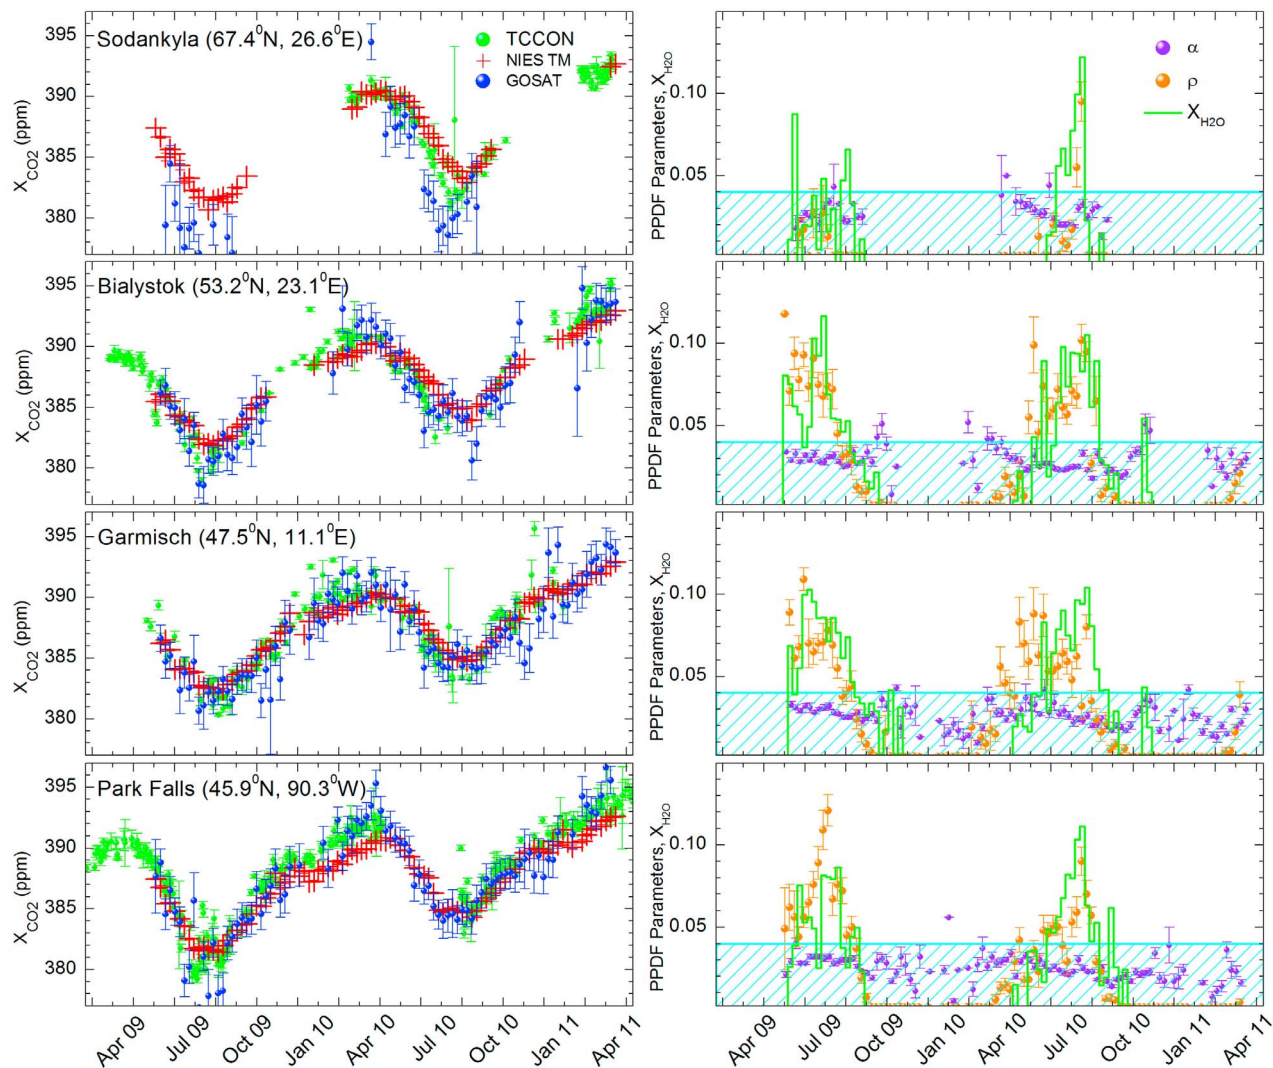 Sodankyla (67.4⁰N, 26.6⁰E)
TCCON
NIES TM
GOSAT
395
390
385
380
X_CO2 (ppm)
α
ρ
X_H2O
0.10
0.05
PPDF Parameters, X_H2O
Bialystok (53.2⁰N, 23.1⁰E)
395
390
385
380
X_CO2 (ppm)
0.10
0.05
PPDF Parameters, X_H2O
Garmisch (47.5⁰N, 11.1⁰E)
395
390
385
380
X_CO2 (ppm)
0.10
0.05
PPDF Parameters, X_H2O
Park Falls (45.9⁰N, 90.3⁰W)
395
390
385
380
X_CO2 (ppm)
0.10
0.05
PPDF Parameters, X_H2O
Apr 09 Jul 09 Oct 09 Jan 10 Apr 10 Jul 10 Oct 10 Jan 11 Apr 11
Apr 09 Jul 09 Oct 09 Jan 10 Apr 10 Jul 10 Oct 10 Jan 11 Apr 11